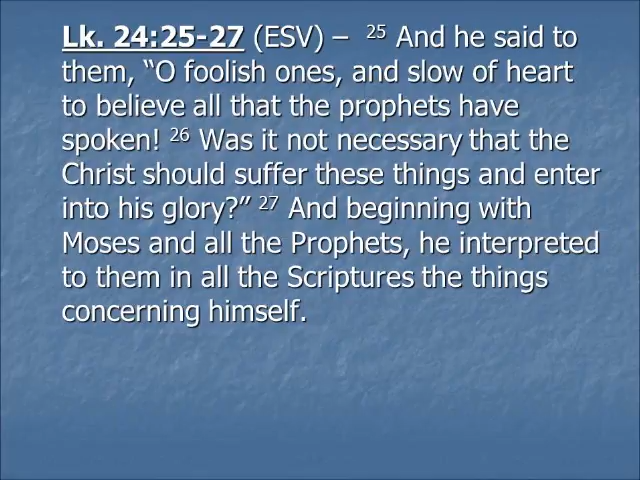 Lk. 24:25-27 (ESV) – 25 And he said to
them, “O foolish ones, and slow of heart
to believe all that the prophets have
spoken! 26 Was it not necessary that the
Christ should suffer these things and enter
into his glory?” 27 And beginning with
Moses and all the Prophets, he interpreted
to them in all the Scriptures the things
concerning himself.